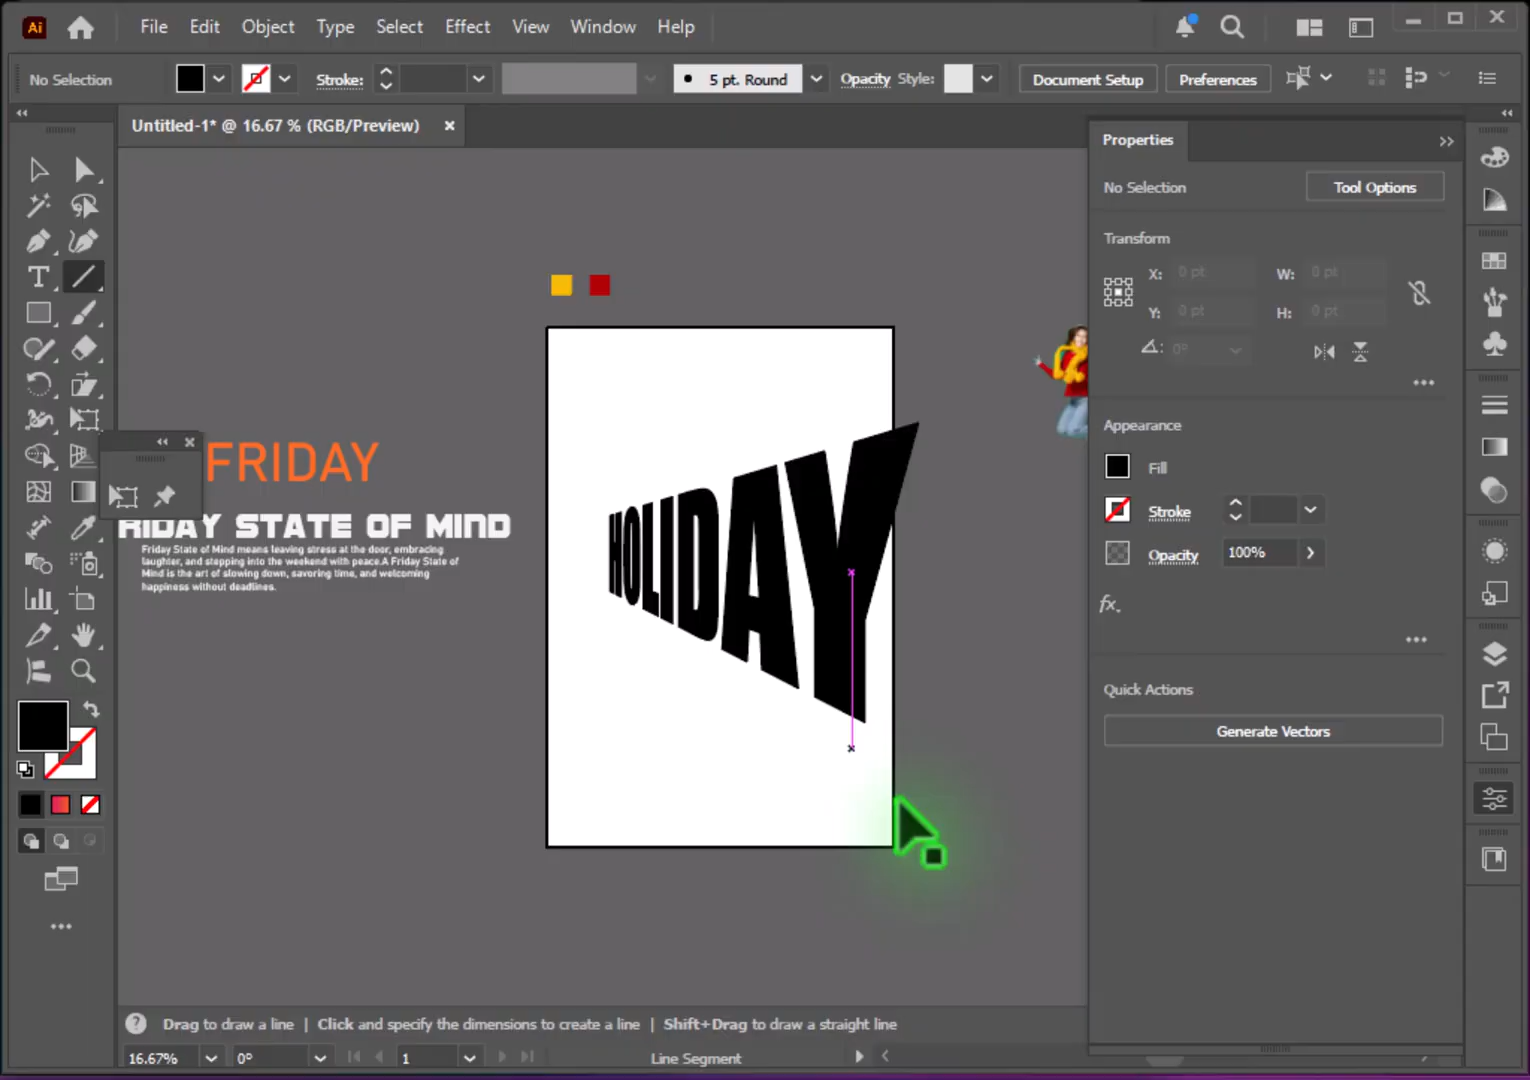 Ai File Edit Object Type Select Effect View Window Help
No Selection Stroke: 5 pt. Round Opacity Style: Document Setup Preferences
Untitled-1* @ 16.67 % (RGB/Preview)
Properties
No Selection Tool Options
Transform
X: 0 pt W: 0 pt
Y: 0 pt H: 0 pt
0°
Appearance
Fill
Stroke
Opacity 100%
fx.
Quick Actions
Generate Vectors
T
FRIDAY
RIDAY STATE OF MIND
Friday State of Mind means leaving stress at the door, embracing
laughter, and stepping into the weekend with peace.A Friday State of
Mind is the art of slowing down, savoring time, and welcoming
happiness without deadlines.
HOLIDAY
Drag to draw a line | Click and specify the dimensions to create a line | Shift+Drag to draw a straight line
16.67% 0° 1 Line Segment